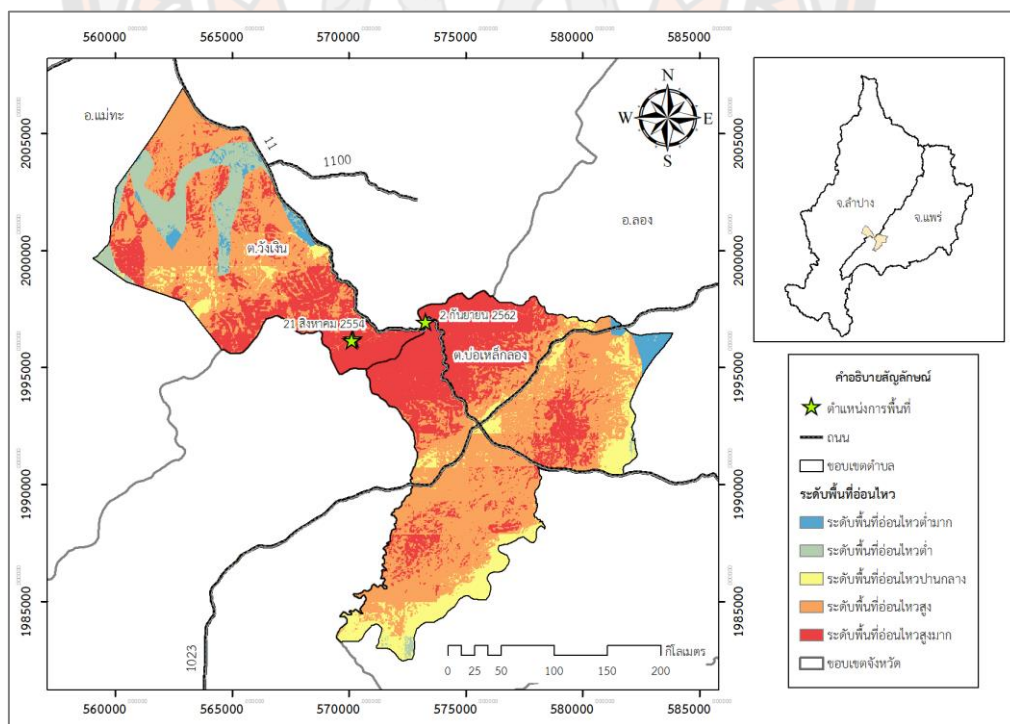 560000 565000 570000 575000 580000 585000
อ.แม่ทะ
N
W E
S
11
1100
2005000 2005000
อ.ลอง
2000000 2000000
ต.วังเงิน
21 สิงหาคม 2554
2 กันยายน 2562
ต.บ่อเหล็กลอง
1995000 1995000
1990000 1990000
1985000 1985000
1023
กิโลเมตร
0 25 50 100 150 200
560000 565000 570000 575000 580000 585000
จ.ลำปาง
จ.แพร่
คำอธิบายสัญลักษณ์
ตำแหน่งการพื้นที่
ถนน
ขอบเขตตำบล
ระดับพื้นที่อ่อนไหว
ระดับพื้นที่อ่อนไหวต่ำมาก
ระดับพื้นที่อ่อนไหวต่ำ
ระดับพื้นที่อ่อนไหวปานกลาง
ระดับพื้นที่อ่อนไหวสูง
ระดับพื้นที่อ่อนไหวสูงมาก
ขอบเขตจังหวัด